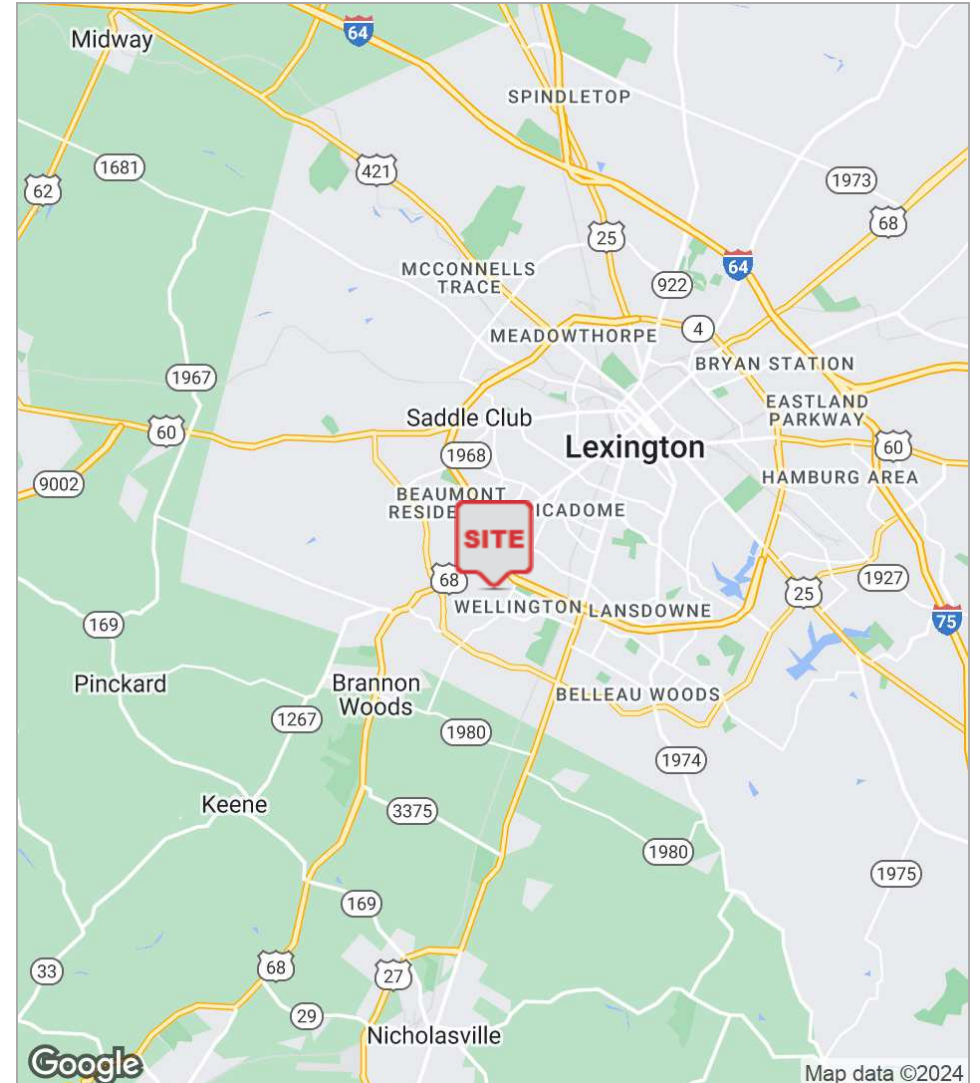 64
Midway
SPINDLETOP
1681
421
1973
62
68
25
MCCONNELLS
TRACE
64
922
MEADOWTHORPE
4
BRYAN STATION
1967
EASTLAND
PARKWAY
Saddle Club
60
Lexington
60
1968
HAMBURG AREA
9002
BEAUMONT
RESIDE
ICADOME
SITE
68
1927
25
WELLINGTON
LANSDOWNE
75
169
Pinckard
Brannon
Woods
BELLEAU WOODS
1267
1980
1974
Keene
3375
1980
1975
169
33
68
27
29
Nicholasville
Google
Map data ©2024